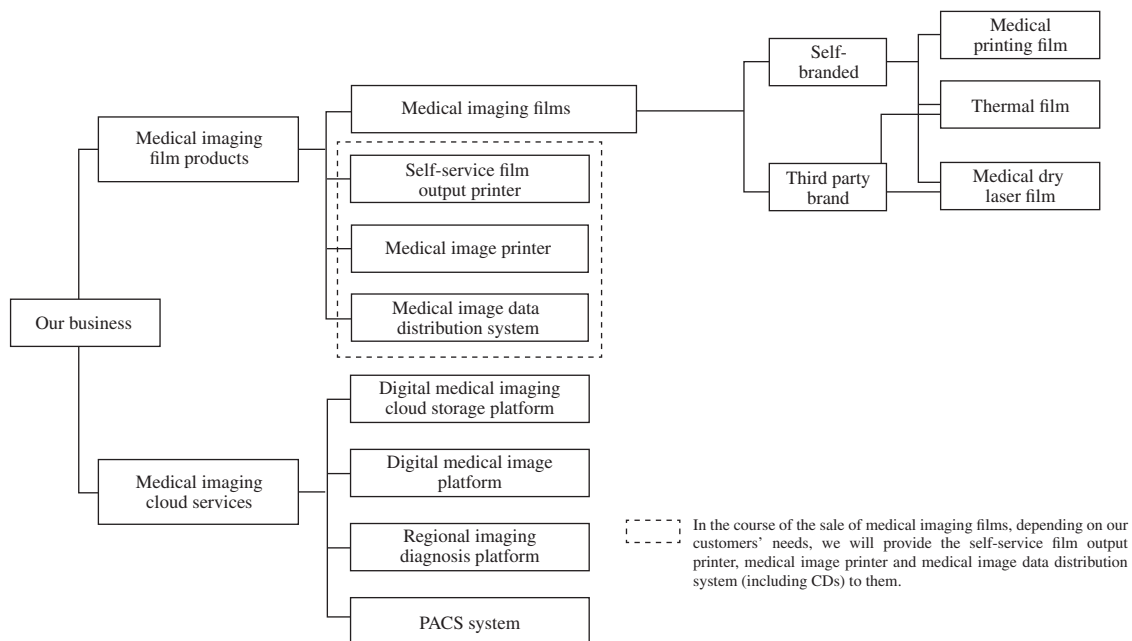 Our business
Medical imaging
film products
Medical imaging
cloud services
Medical imaging films
Self-service film
output printer
Medical image printer
Medical image data
distribution system
Digital medical imaging
cloud storage platform
Digital medical image
platform
Regional imaging
diagnosis platform
PACS system
Self-
branded
Third party
brand
Medical
printing film
Thermal film
Medical dry
laser film
In the course of the sale of medical imaging films, depending on our
customers’ needs, we will provide the self-service film output
printer, medical image printer and medical image data distribution
system (including CDs) to them.